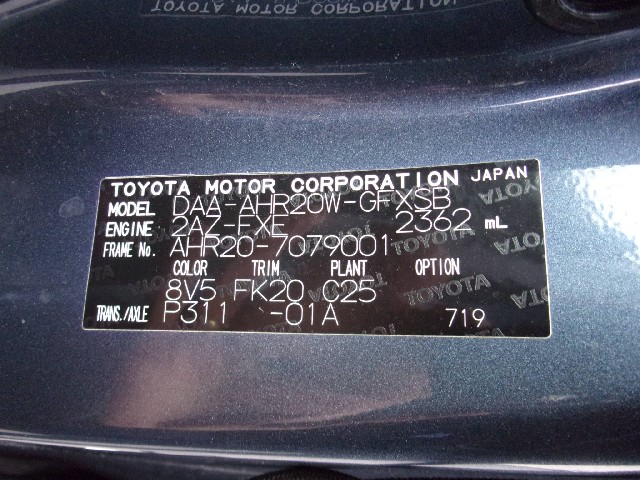 TOYOTA MOTOR CORPORATION JAPAN
MODEL DAA-AHR20W-GFXSB
ENGINE 2AZ-FXE 2362 mL
FRAME No. AHR20-7079001
COLOR TRIM PLANT OPTION
8V5 FK20 C25
TRANS./AXLE P311 -01A 719